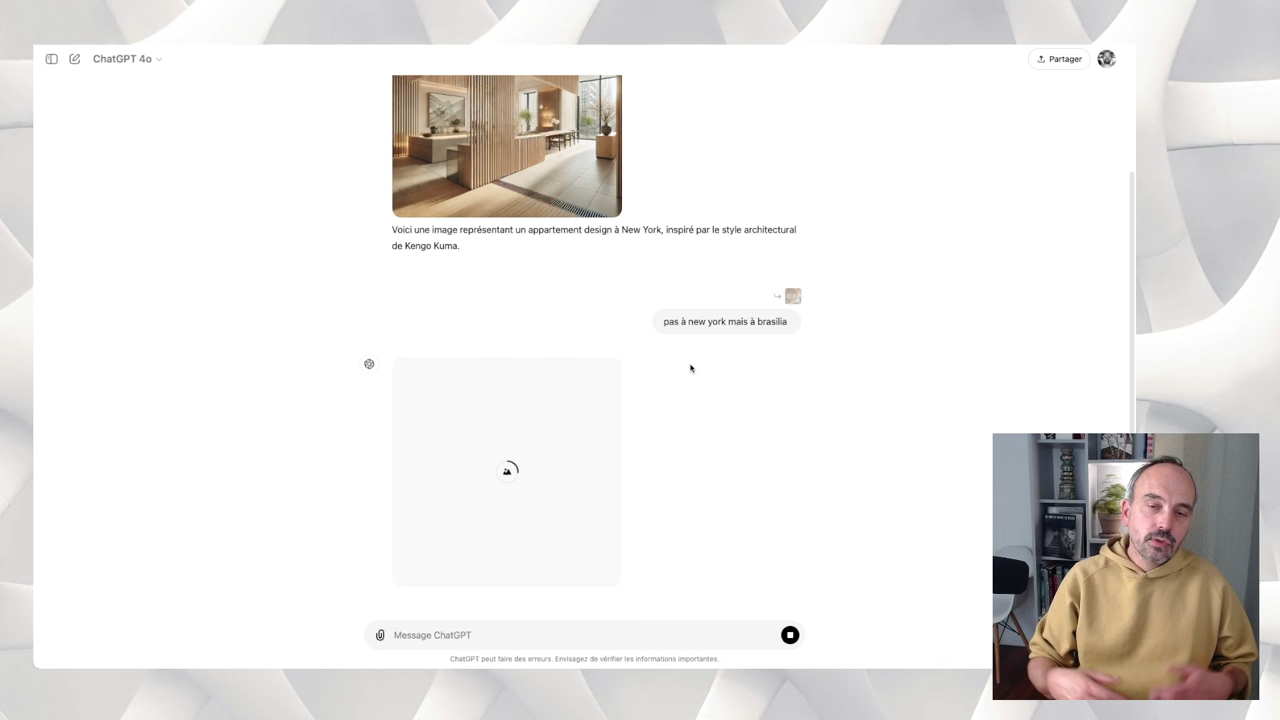 ChatGPT 4o
Partager
Voici une image représentant un appartement design à New York, inspiré par le style architectural
de Kengo Kuma.
pas à new york mais à brasilia
Message ChatGPT
ChatGPT peut faire des erreurs. Envisagez de vérifier les informations importantes.